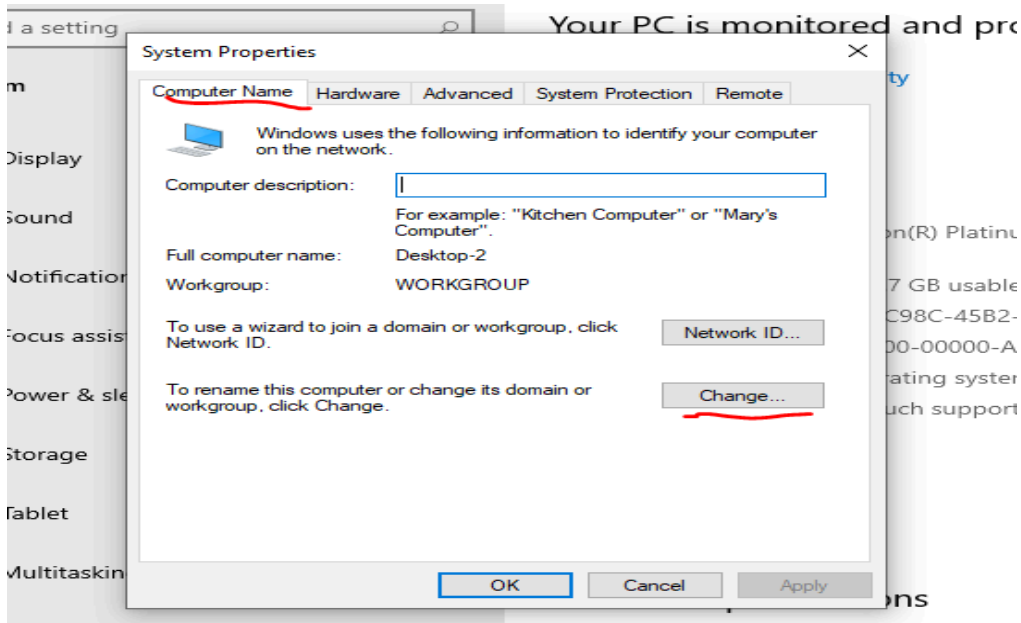 a setting
Your PC is monitored and pro
System Properties
ty
m
Computer Name Hardware Advanced System Protection Remote
Windows uses the following information to identify your computer
on the network.
Display
Computer description:
For example: "Kitchen Computer" or "Mary's
Computer".
Sound
on(R) Platinu
Full computer name: Desktop-2
Notification
Workgroup: WORKGROUP
7 GB usable
C98C-45B2-
To use a wizard to join a domain or workgroup, click
Network ID.
Network ID...
Focus assis
00-00000-A
rating system
To rename this computer or change its domain or
workgroup, click Change.
Change...
Power & sle
uch support
Storage
Tablet
Multitaskin
OK Cancel Apply
ons